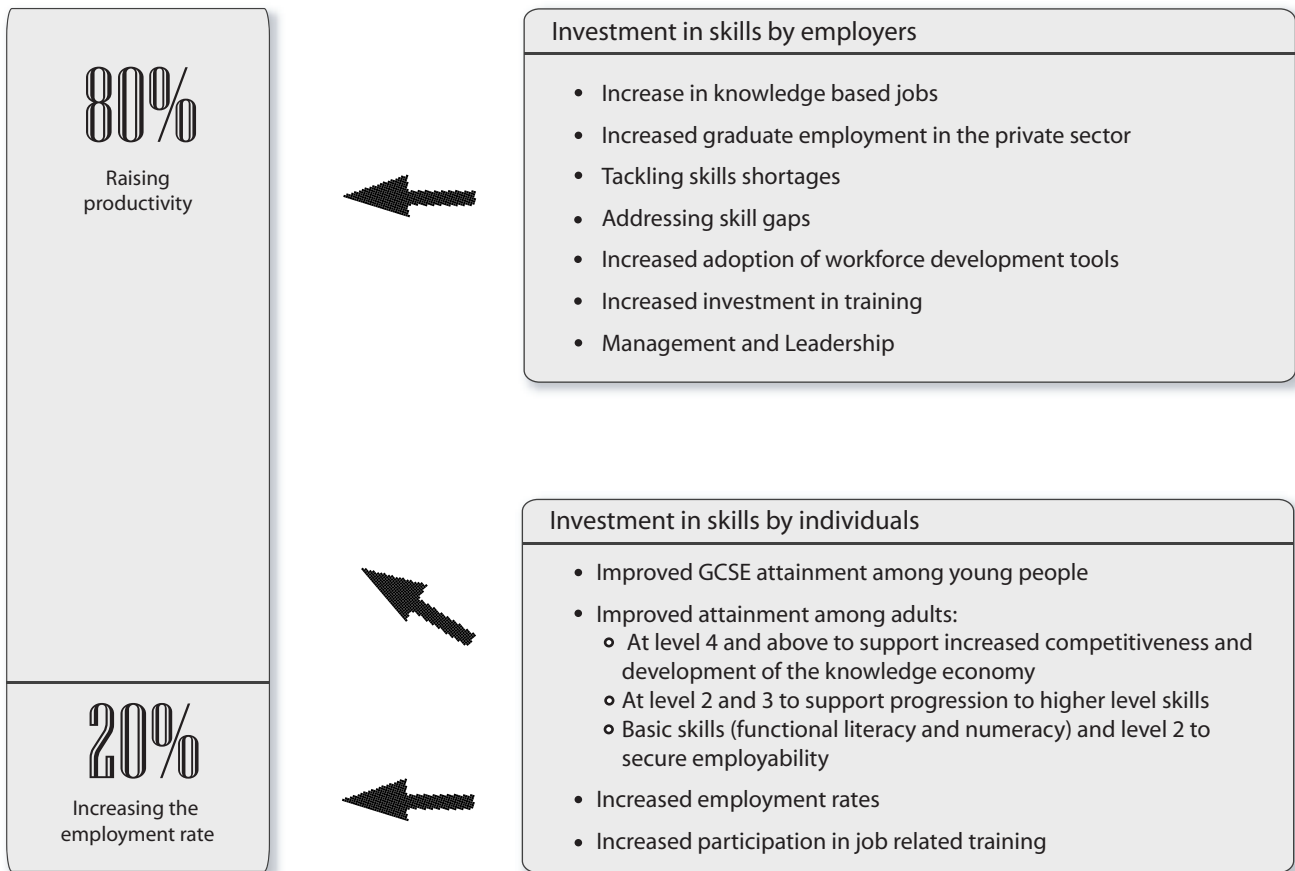 80%
Raising
productivity
20%
Increasing the
employment rate
Investment in skills by employers
• Increase in knowledge based jobs
• Increased graduate employment in the private sector
• Tackling skills shortages
• Addressing skill gaps
• Increased adoption of workforce development tools
• Increased investment in training
• Management and Leadership
Investment in skills by individuals
• Improved GCSE attainment among young people
• Improved attainment among adults:
o At level 4 and above to support increased competitiveness and
development of the knowledge economy
o At level 2 and 3 to support progression to higher level skills
o Basic skills (functional literacy and numeracy) and level 2 to
secure employability
• Increased employment rates
• Increased participation in job related training